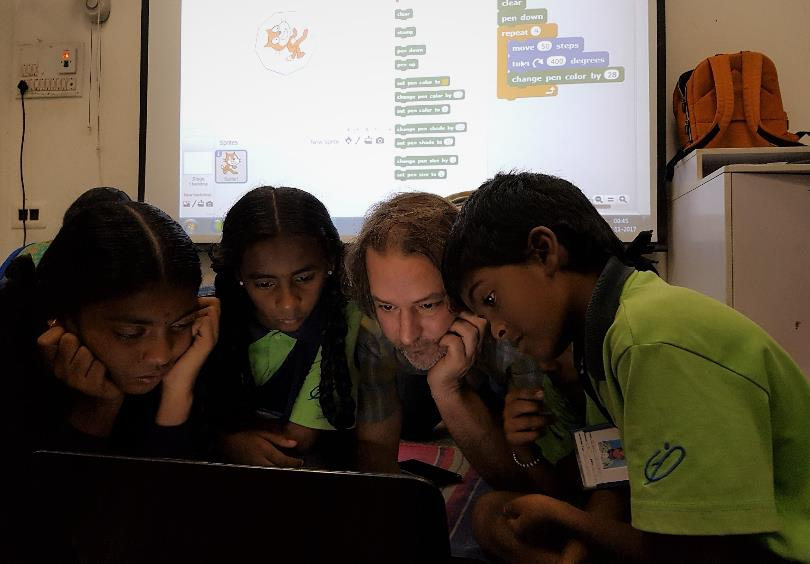 clear
stamp
pen down
pen up
set pen color to
change pen color by
set pen color to
change pen shade by
set pen shade to
change pen size by
set pen size to
clear
pen down
repeat 4
move 50 steps
turn 400 degrees
change pen color by 28
Sprites
New sprite:
Stage
Sprite1
New backdrop
00:45